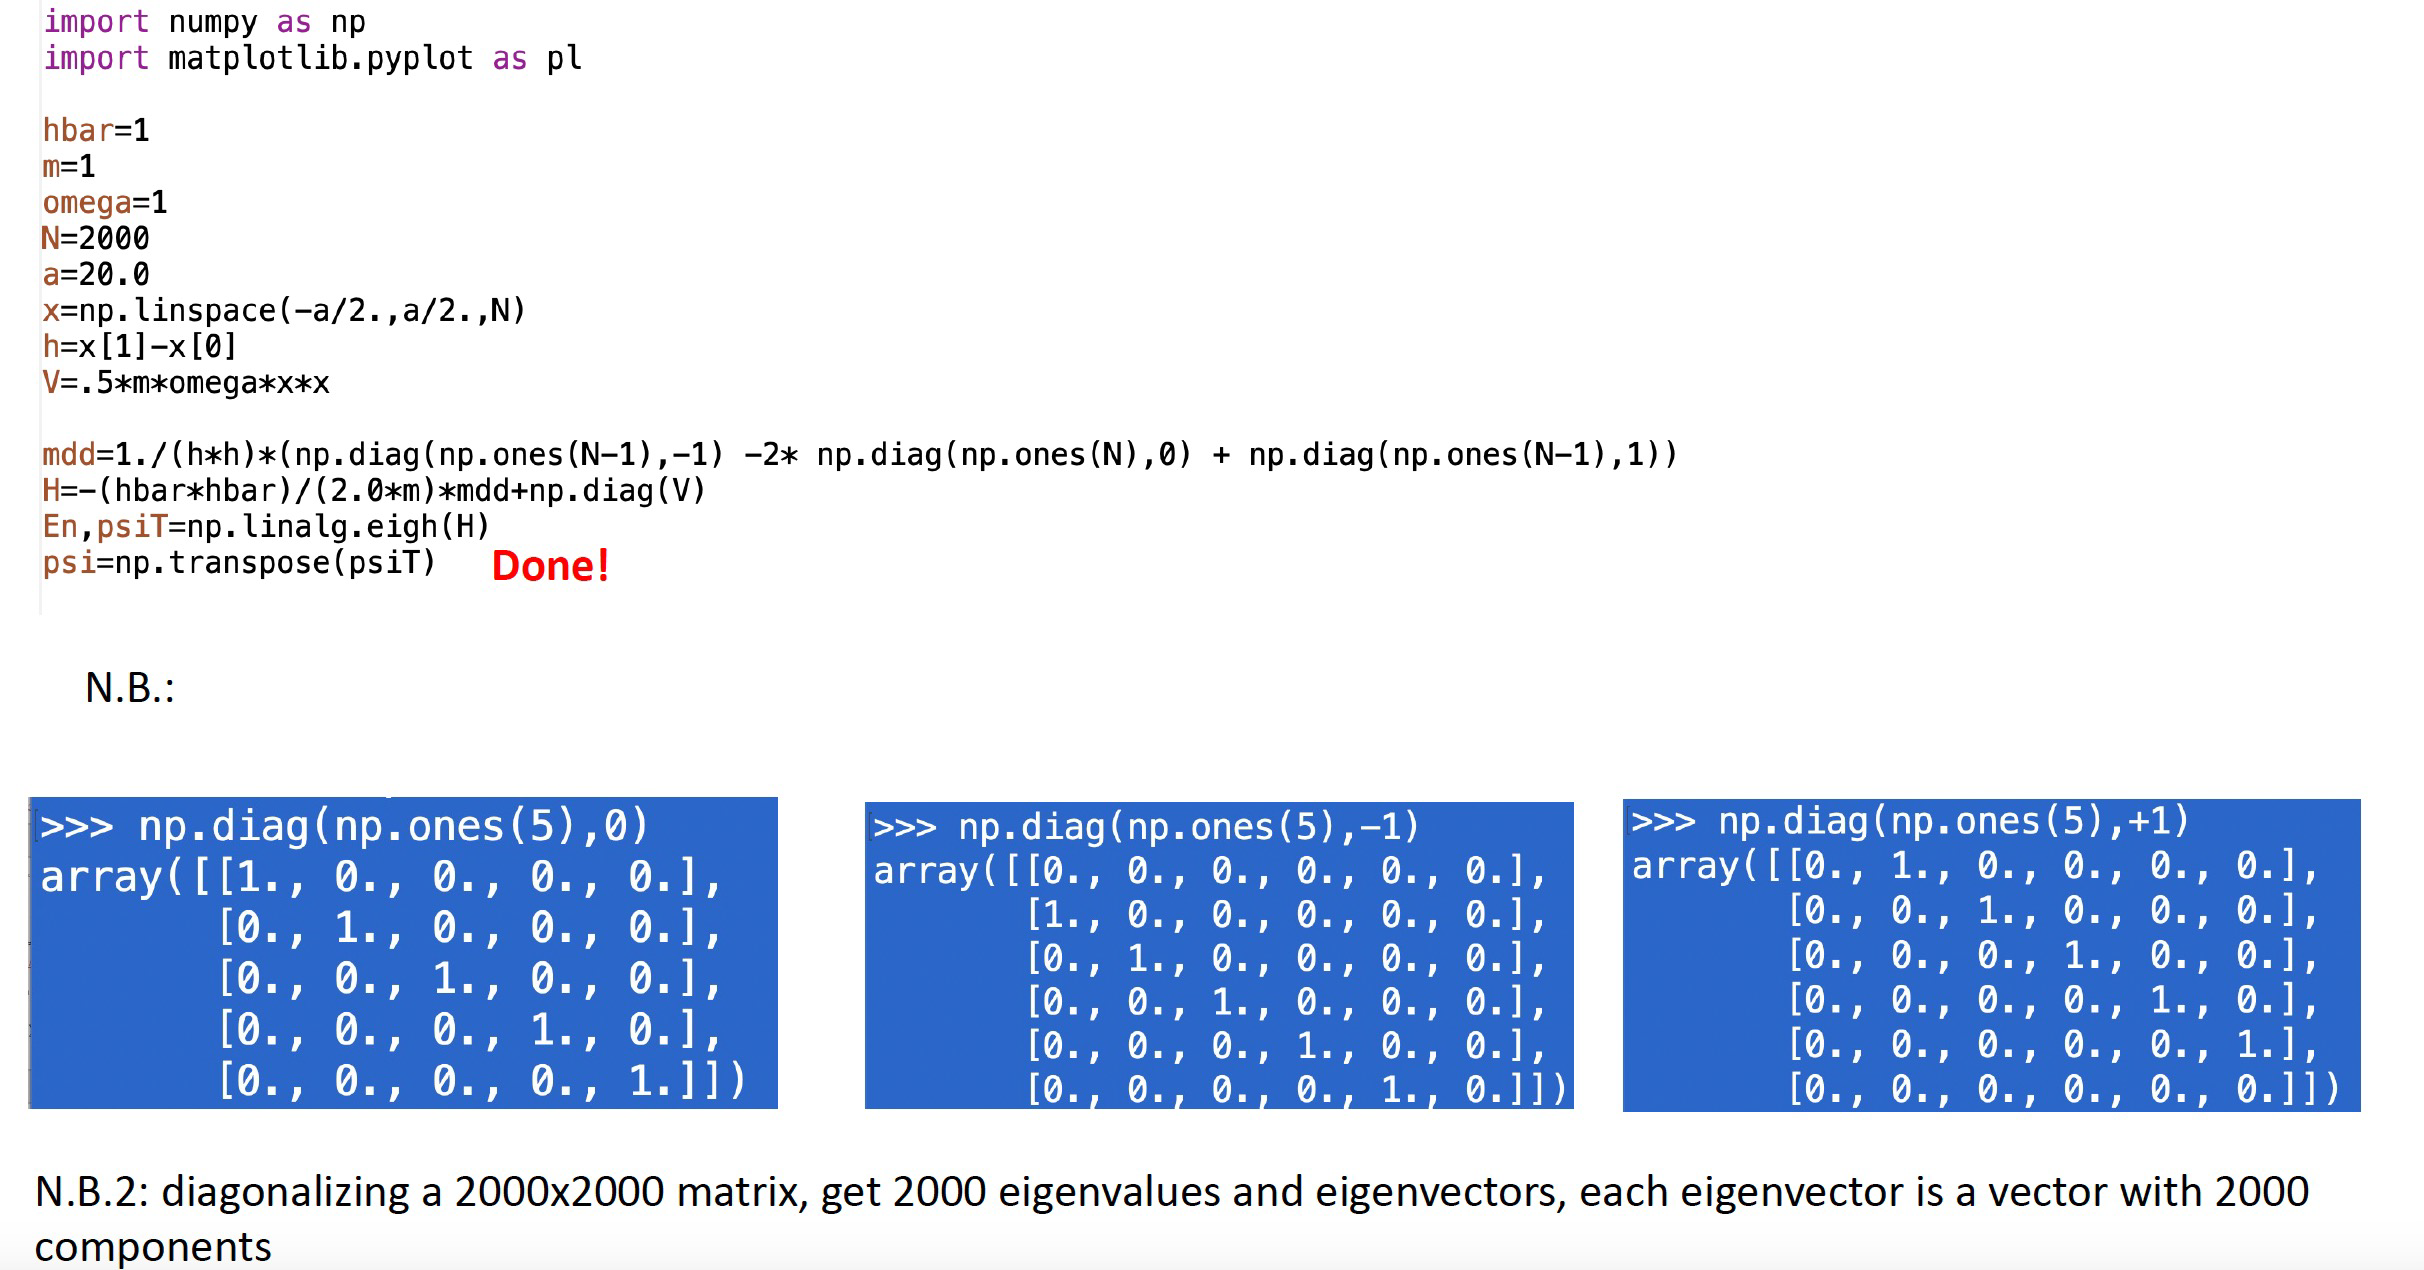 import numpy as np
import matplotlib.pyplot as pl
hbar=1
m=1
omega=1
N=2000
a=20.0
x=np.linspace(-a/2.,a/2.,N)
h=x[1]-x[0]
V=.5*m*omega*x*x
mdd=1./(h*h)*(np.diag(np.ones(N-1),-1) -2* np.diag(np.ones(N),0) + np.diag(np.ones(N-1),1))
H=-(hbar*hbar)/(2.0*m)*mdd+np.diag(V)
En,psiT=np.linalg.eigh(H)
psi=np.transpose(psiT) Done!
N.B.:
>>> np.diag(np.ones(5),0)
array([[1., 0., 0., 0., 0.],
[0., 1., 0., 0., 0.],
[0., 0., 1., 0., 0.],
[0., 0., 0., 1., 0.],
[0., 0., 0., 0., 1.]])
>>> np.diag(np.ones(5),-1)
array([[0., 0., 0., 0., 0., 0.],
[1., 0., 0., 0., 0., 0.],
[0., 1., 0., 0., 0., 0.],
[0., 0., 1., 0., 0., 0.],
[0., 0., 0., 1., 0., 0.],
[0., 0., 0., 0., 1., 0.]])
>>> np.diag(np.ones(5),+1)
array([[0., 1., 0., 0., 0., 0.],
[0., 0., 1., 0., 0., 0.],
[0., 0., 0., 1., 0., 0.],
[0., 0., 0., 0., 1., 0.],
[0., 0., 0., 0., 0., 1.],
[0., 0., 0., 0., 0., 0.]])
N.B.2: diagonalizing a 2000x2000 matrix, get 2000 eigenvalues and eigenvectors, each eigenvector is a vector with 2000
components